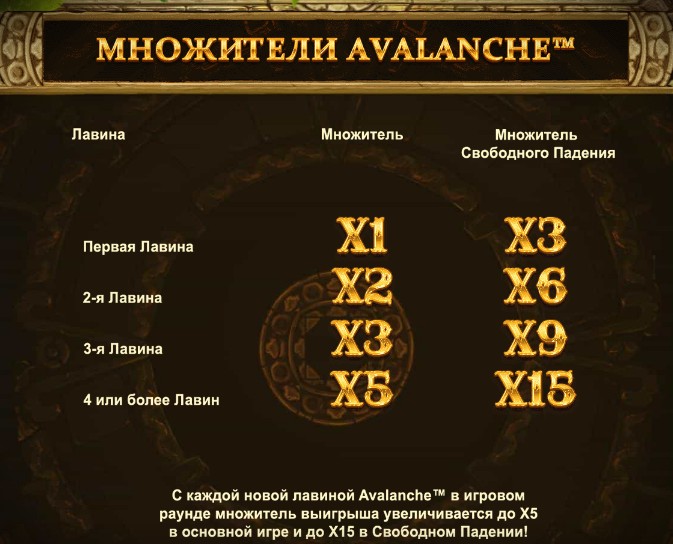 МНОЖИТЕЛИ AVALANCHE™
Лавина Множитель Множитель
Свободного Падения
Первая Лавина X1 X3
2-я Лавина X2 X6
3-я Лавина X3 X9
4 или более Лавин X5 X15
С каждой новой лавиной Avalanche™ в игровом
раунде множитель выигрыша увеличивается до X5
в основной игре и до X15 в Свободном Падении!